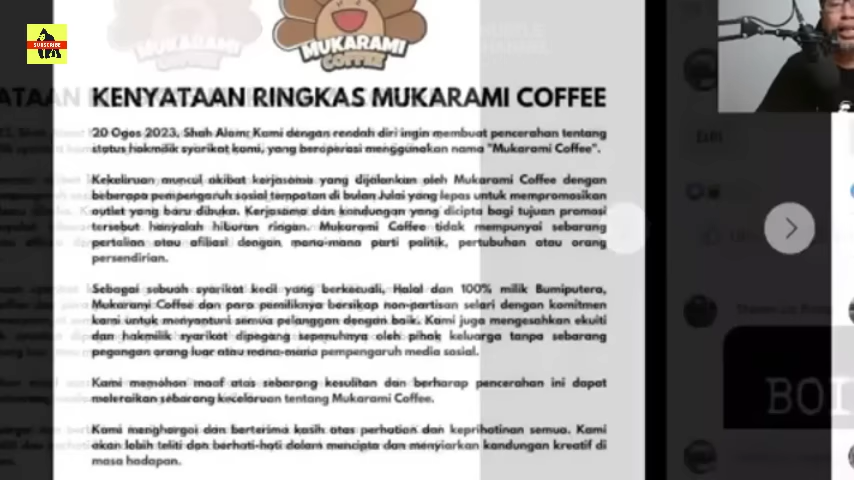 SUBSCRIBE
MUKARAMI
COFFEE
KENYATAAN RINGKAS MUKARAMI COFFEE
20 Ogos 2023, Shah Alam: Kami dengan rendah diri ingin membuat pencerahan tentang
status hakmilik syarikat kami, yang beroperasi menggunakan nama "Mukarami Coffee".
Kekeliruan muncul akibat kerjasama yang dijalankan oleh Mukarami Coffee dengan
beberapa pempengaruh sosial tempatan di bulan Julai yang lepas untuk mempromosikan
outlet yang baru dibuka. Kerjasama dan kandungan yang dicipta bagi tujuan promosi
tersebut hanyalah hiburan ringan. Mukarami Coffee tidak mempunyai sebarang
pertalian atau afiliasi dengan mana-mana parti politik, pertubuhan atau orang
persendirian.
Sebagai sebuah syarikat kecil yang berkecuali, Halal dan 100% milik Bumiputera,
Mukarami Coffee dan para pemiliknya bersikap non-partisan selari dengan komitmen
kami untuk menyantuni semua pelanggan dengan baik. Kami juga mengesahkan ekuiti
dan hakmilik syarikat dipegang sepenuhnya oleh pihak keluarga tanpa sebarang
pegangan orang luar atau mana-mana pempengaruh media sosial.
Kami memohon maaf atas sebarang kesulitan dan berharap pencerahan ini dapat
meleraikan sebarang kecelaruan tentang Mukarami Coffee.
Kami menghargai dan berterima kasih atas perhatian dan keprihatinan semua. Kami
akan lebih teliti dan berhati-hati dalam mencipta dan menyiarkan kandungan kreatif di
masa hadapan.
BOI